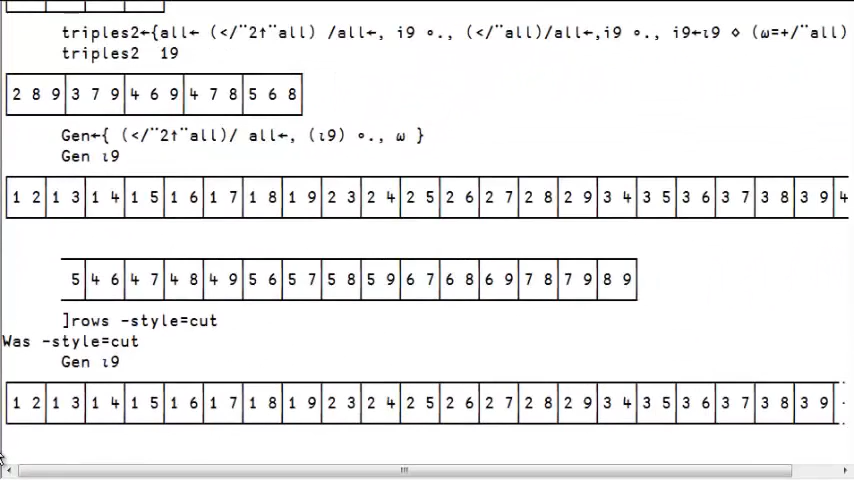 triples2←{all← (</¨2↑¨all) /all←, i9 ∘., (</¨all)/all←,i9 ∘., i9←⍳9 ⋄ (⍵=+/¨all)
triples2 19
2 8 9 3 7 9 4 6 9 4 7 8 5 6 8
Gen←{ (</¨2↑¨all)/ all←, (⍳9) ∘., ⍵ }
Gen ⍳9
1 2 1 3 1 4 1 5 1 6 1 7 1 8 1 9 2 3 2 4 2 5 2 6 2 7 2 8 2 9 3 4 3 5 3 6 3 7 3 8 3 9 4
5 4 6 4 7 4 8 4 9 5 6 5 7 5 8 5 9 6 7 6 8 6 9 7 8 7 9 8 9
]rows -style=cut
Was -style=cut
Gen ⍳9
1 2 1 3 1 4 1 5 1 6 1 7 1 8 1 9 2 3 2 4 2 5 2 6 2 7 2 8 2 9 3 4 3 5 3 6 3 7 3 8 3 9 ·